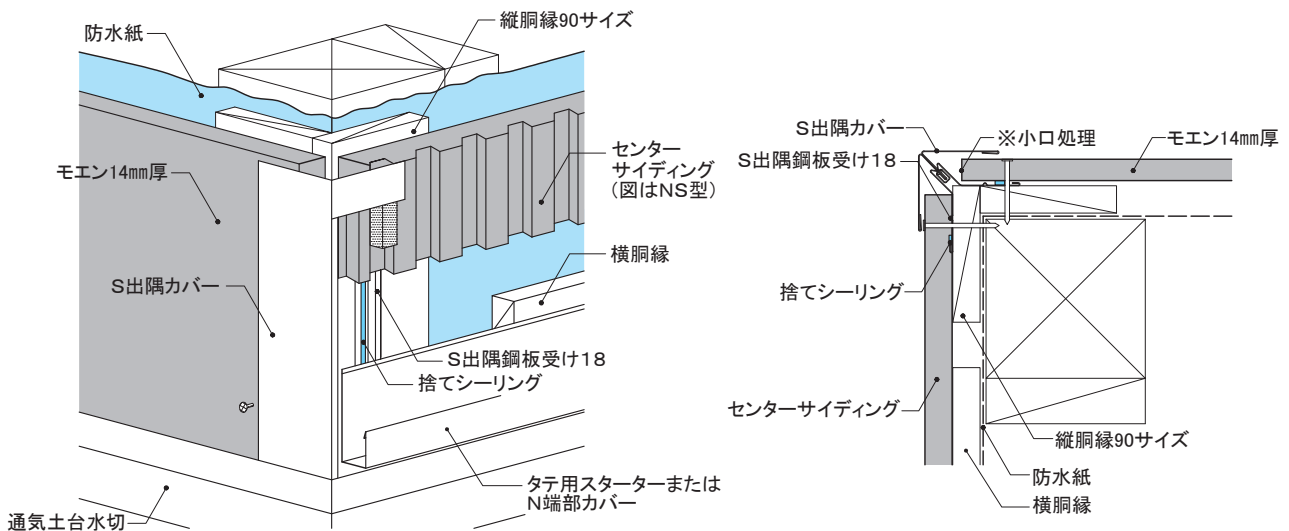 防水紙
縦胴縁90サイズ
モエン14mm厚
センター
サイディング
(図はNS型)
横胴縁
S出隅カバー
S出隅鋼板受け18
捨てシーリング
タテ用スターターまたは
N端部カバー
通気土台水切
S出隅カバー
※小口処理
モエン14mm厚
S出隅鋼板受け18
捨てシーリング
センターサイディング
縦胴縁90サイズ
防水紙
横胴縁